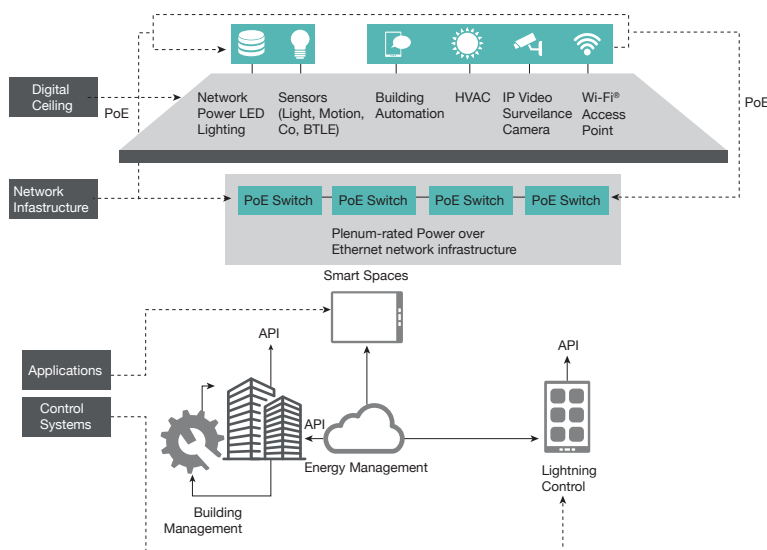 Digital
Ceiling
PoE
Network
Power LED
Lighting
Sensors
(Light, Motion,
Co, BTLE)
Building
Automation
HVAC
IP Video
Surveilance
Camera
Wi-Fi®
Access
Point
PoE
Network
Infastructure
PoE Switch
PoE Switch
PoE Switch
PoE Switch
Plenum-rated Power over
Ethernet network infrastructure
Smart Spaces
API
API
Applications
Control
Systems
API
Energy Management
Lightning
Control
Building
Management